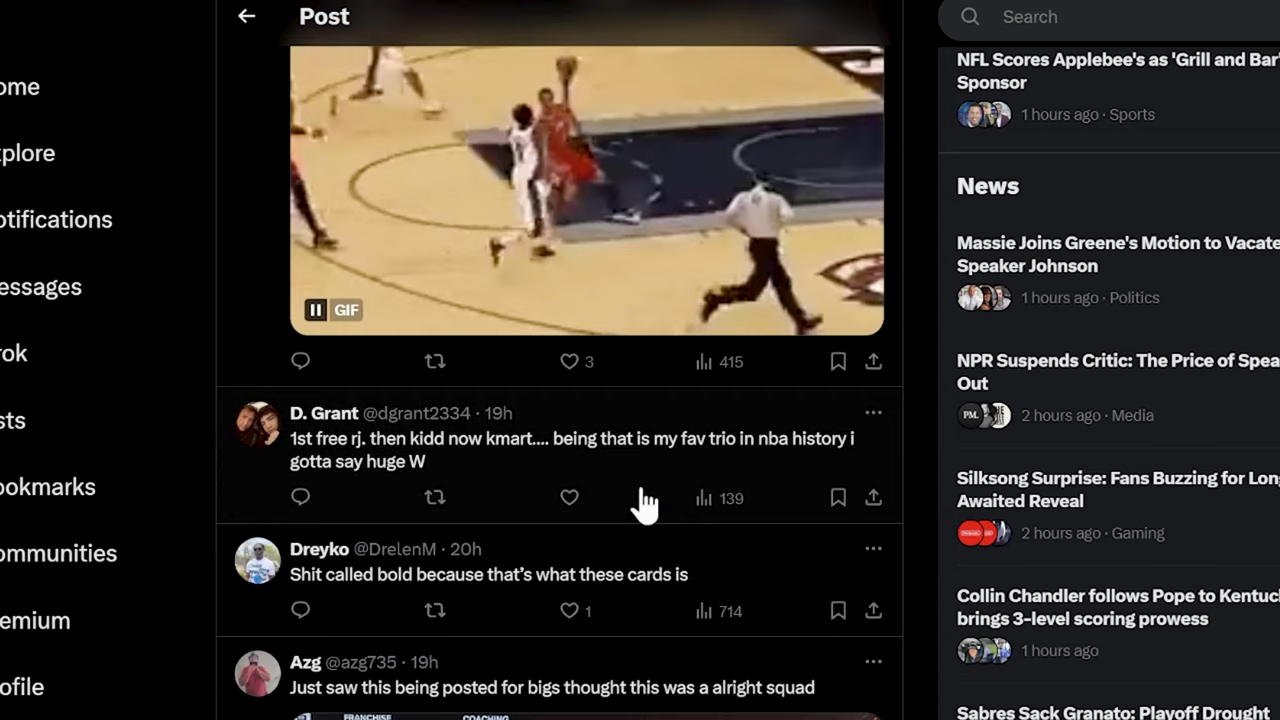 Post
Search
ome
xplore
otifications
essages
rok
sts
ookmarks
ommunities
emium
ofile
GIF
3
415
D. Grant @dgrant2334 · 19h
1st free rj. then kidd now kmart.... being that is my fav trio in nba history i
gotta say huge W
139
Dreyko @DrelenM · 20h
Shit called bold because that's what these cards is
1
714
Azg @azg735 · 19h
Just saw this being posted for bigs thought this was a alright squad
FRANCHISE
COACHING
NFL Scores Applebee's as 'Grill and Bar'
Sponsor
1 hours ago · Sports
News
Massie Joins Greene's Motion to Vacate
Speaker Johnson
1 hours ago · Politics
NPR Suspends Critic: The Price of Spea
Out
PM.
2 hours ago · Media
Silksong Surprise: Fans Buzzing for Long
Awaited Reveal
2 hours ago · Gaming
Collin Chandler follows Pope to Kentuc
brings 3-level scoring prowess
1 hours ago
Sabres Sack Granato: Playoff Drought